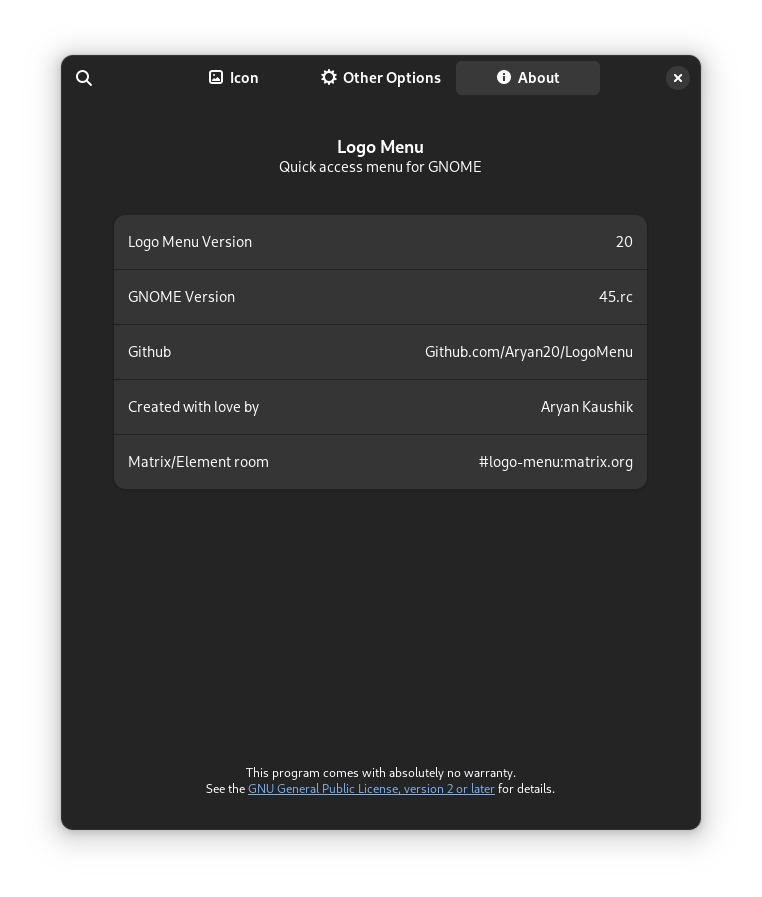 Icon
Other Options
About
Logo Menu
Quick access menu for GNOME
Logo Menu Version 20
GNOME Version 45.rc
Github Github.com/Aryan20/LogoMenu
Created with love by Aryan Kaushik
Matrix/Element room #logo-menu:matrix.org
This program comes with absolutely no warranty.
See the GNU General Public License, version 2 or later for details.